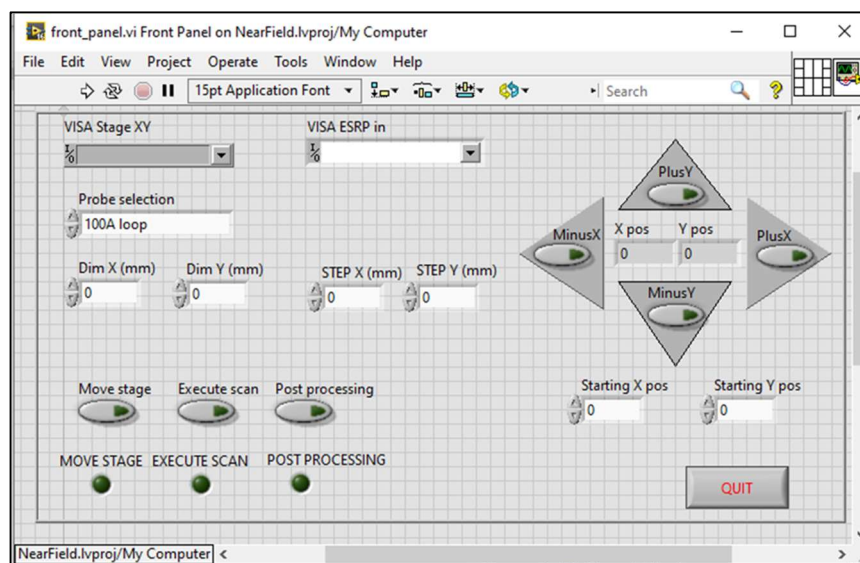 front_panel.vi Front Panel on NearField.lvproj/My Computer
File Edit View Project Operate Tools Window Help
15pt Application Font Search
VISA Stage XY VISA ESRP in
I/O I/O
PlusY
Probe selection
100A loop
MinusX X pos Y pos PlusX
0 0
Dim X (mm) Dim Y (mm) STEP X (mm) STEP Y (mm)
0 0 0 0
MinusY
Move stage Execute scan Post processing
Starting X pos Starting Y pos
0 0
MOVE STAGE EXECUTE SCAN POST PROCESSING
QUIT
NearField.lvproj/My Computer